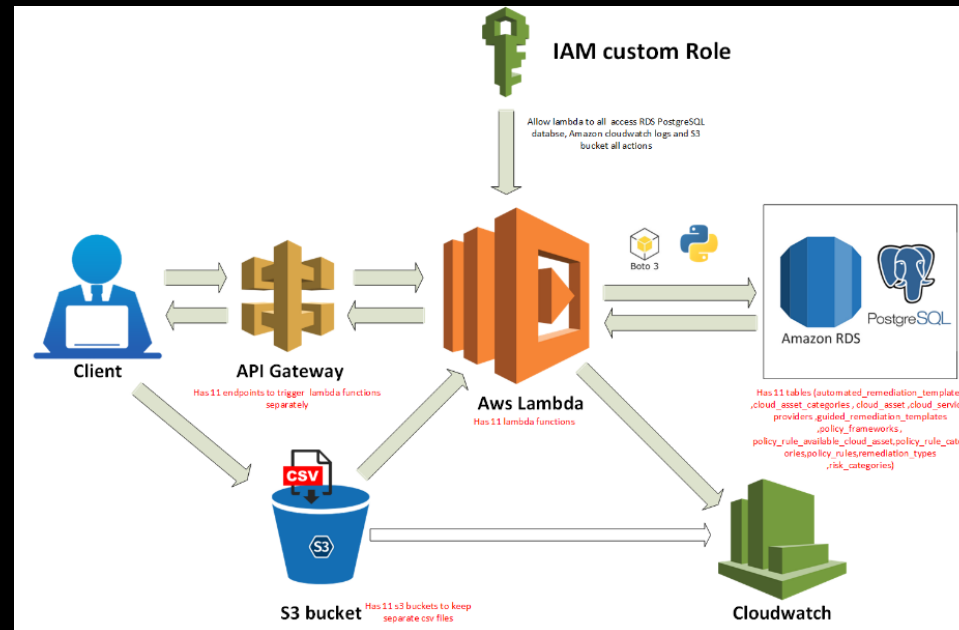 IAM custom Role
Allow lambda to all access RDS PostgreSQL
databse, Amazon cloudwatch logs and S3
bucket all actions
Boto 3
Amazon RDS
PostgreSQL
Client
API Gateway
Has 11 endpoints to trigger lambda functions
separately
Aws Lambda
Has 11 lambda functions
Has 11 tables (automated_remediation_template
,cloud_asset_categories , cloud_asset ,cloud_servic
providers ,guided_remediation_templates
,policy_frameworks ,
policy_rule_available_cloud_asset,policy_rule_cate
ories,policy_rules,remediation_types
,risk_categories)
CSV
S3
S3 bucket
Has 11 s3 buckets to keep
separate csv files
Cloudwatch